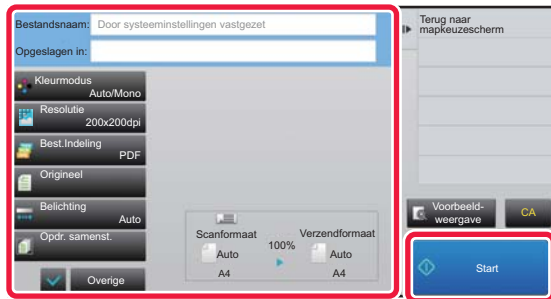 Bestandsnaam: Door systeeminstellingen vastgezet
Opgeslagen in:
Kleurmodus
Auto/Mono
Resolutie
200x200dpi
Best.Indeling
PDF
Origineel
Belichting
Auto
Opdr. samenst.
Overige
Scanformaat
Auto
A4
100%
Verzendformaat
Auto
A4
Terug naar
mapkeuzescherm
Voorbeeld-
weergave
CA
Start